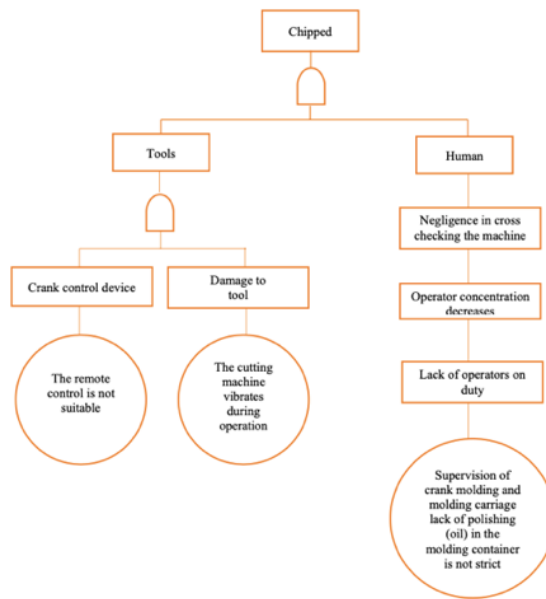 Chipped
Tools
Human
Negligence in cross
checking the machine
Crank control device
Damage to
tool
Operator concentration
decreases
The remote
control is not
suitable
The cutting
machine
vibrates
during
operation
Lack of operators on
duty
Supervision of
crank molding and
molding carriage
lack of polishing
(oil) in the
molding container
is not strict